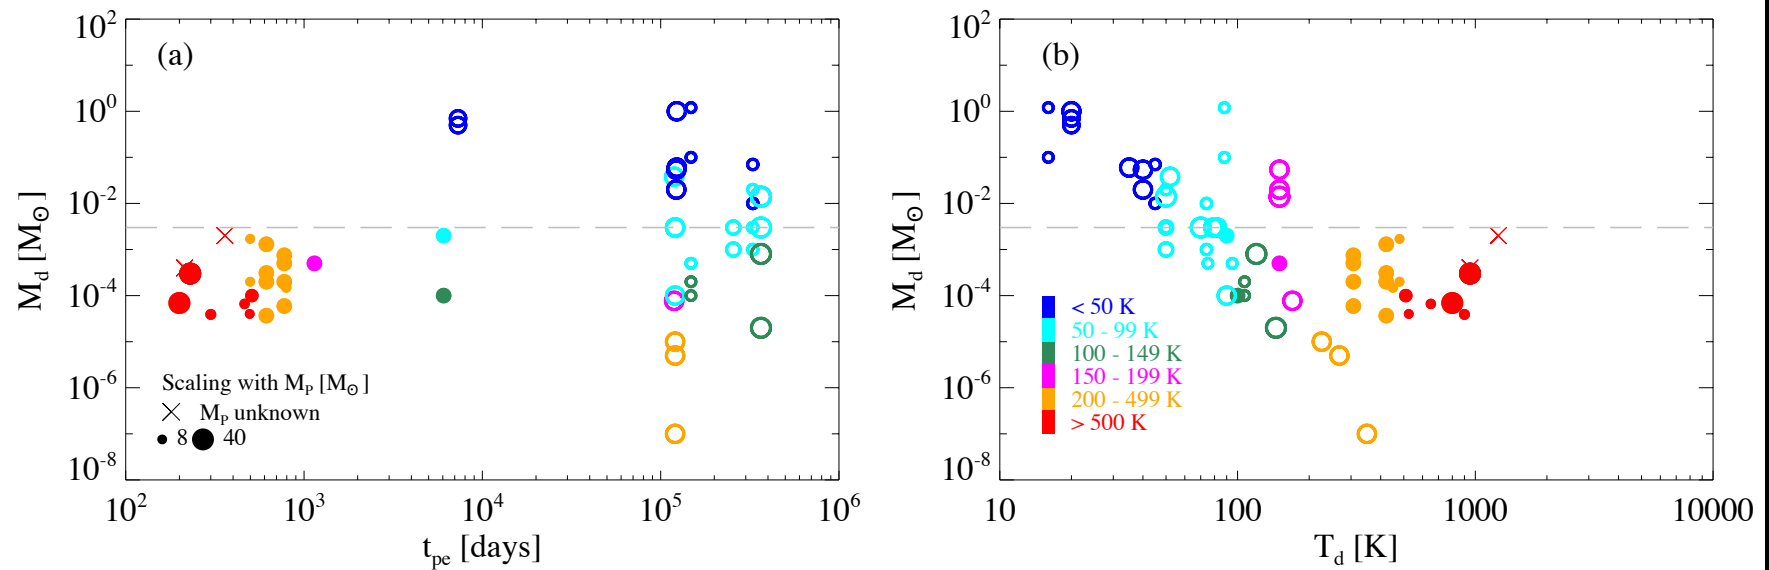 (a)
M_d [M_⊙]
10^2
10^0
10^-2
10^-4
10^-6
10^-8
Scaling with M_P [M_⊙]
M_P unknown
8 40
10^2 10^3 10^4 10^5 10^6
t_pe [days]
(b)
M_d [M_⊙]
10^2
10^0
10^-2
10^-4
10^-6
10^-8
< 50 K
50 - 99 K
100 - 149 K
150 - 199 K
200 - 499 K
> 500 K
10 100 1000 10000
T_d [K]